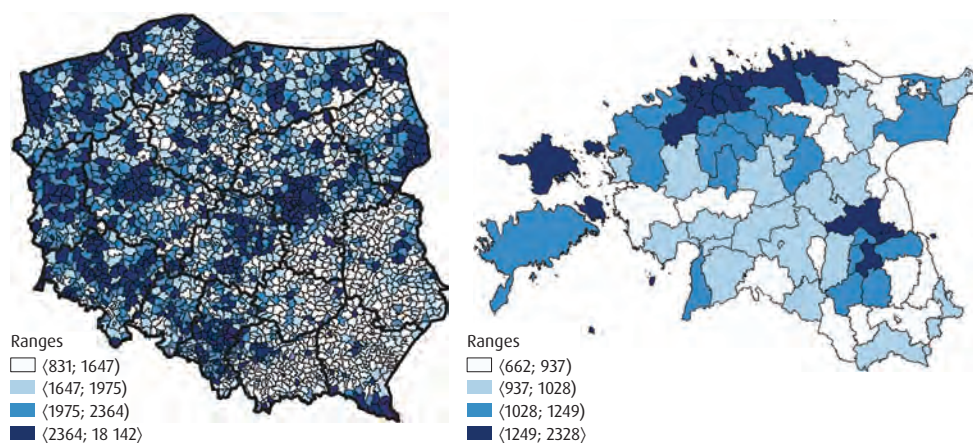 Ranges
⟨831; 1647)
⟨1647; 1975)
⟨1975; 2364)
⟨2364; 18 142⟩
Ranges
⟨662; 937)
⟨937; 1028)
⟨1028; 1249)
⟨1249; 2328⟩